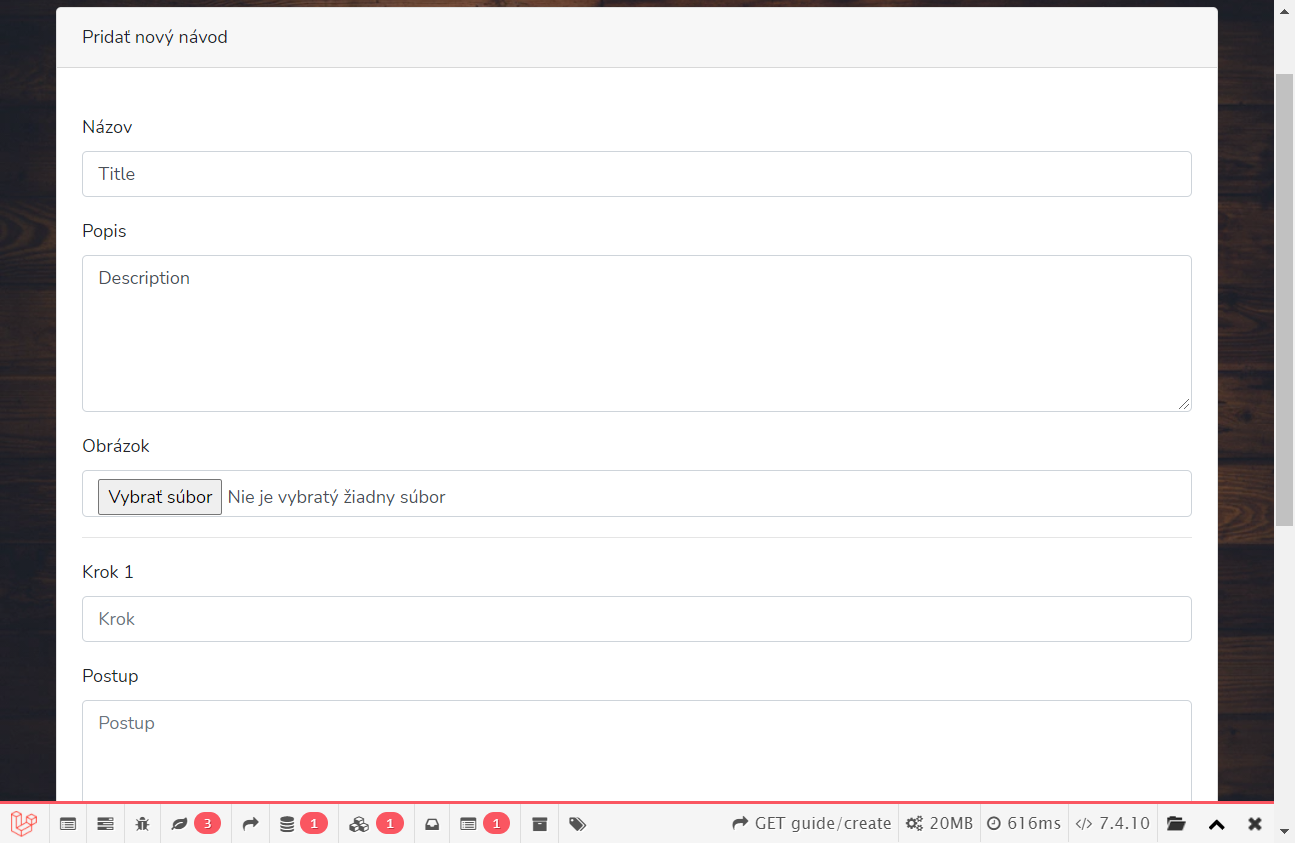 Pridať nový návod
Názov
Title
Popis
Description
Obrázok
Vybrať súbor Nie je vybratý žiadny súbor
Krok 1
Krok
Postup
Postup
3 1 1 1 GET guide/create 20MB 616ms 7.4.10